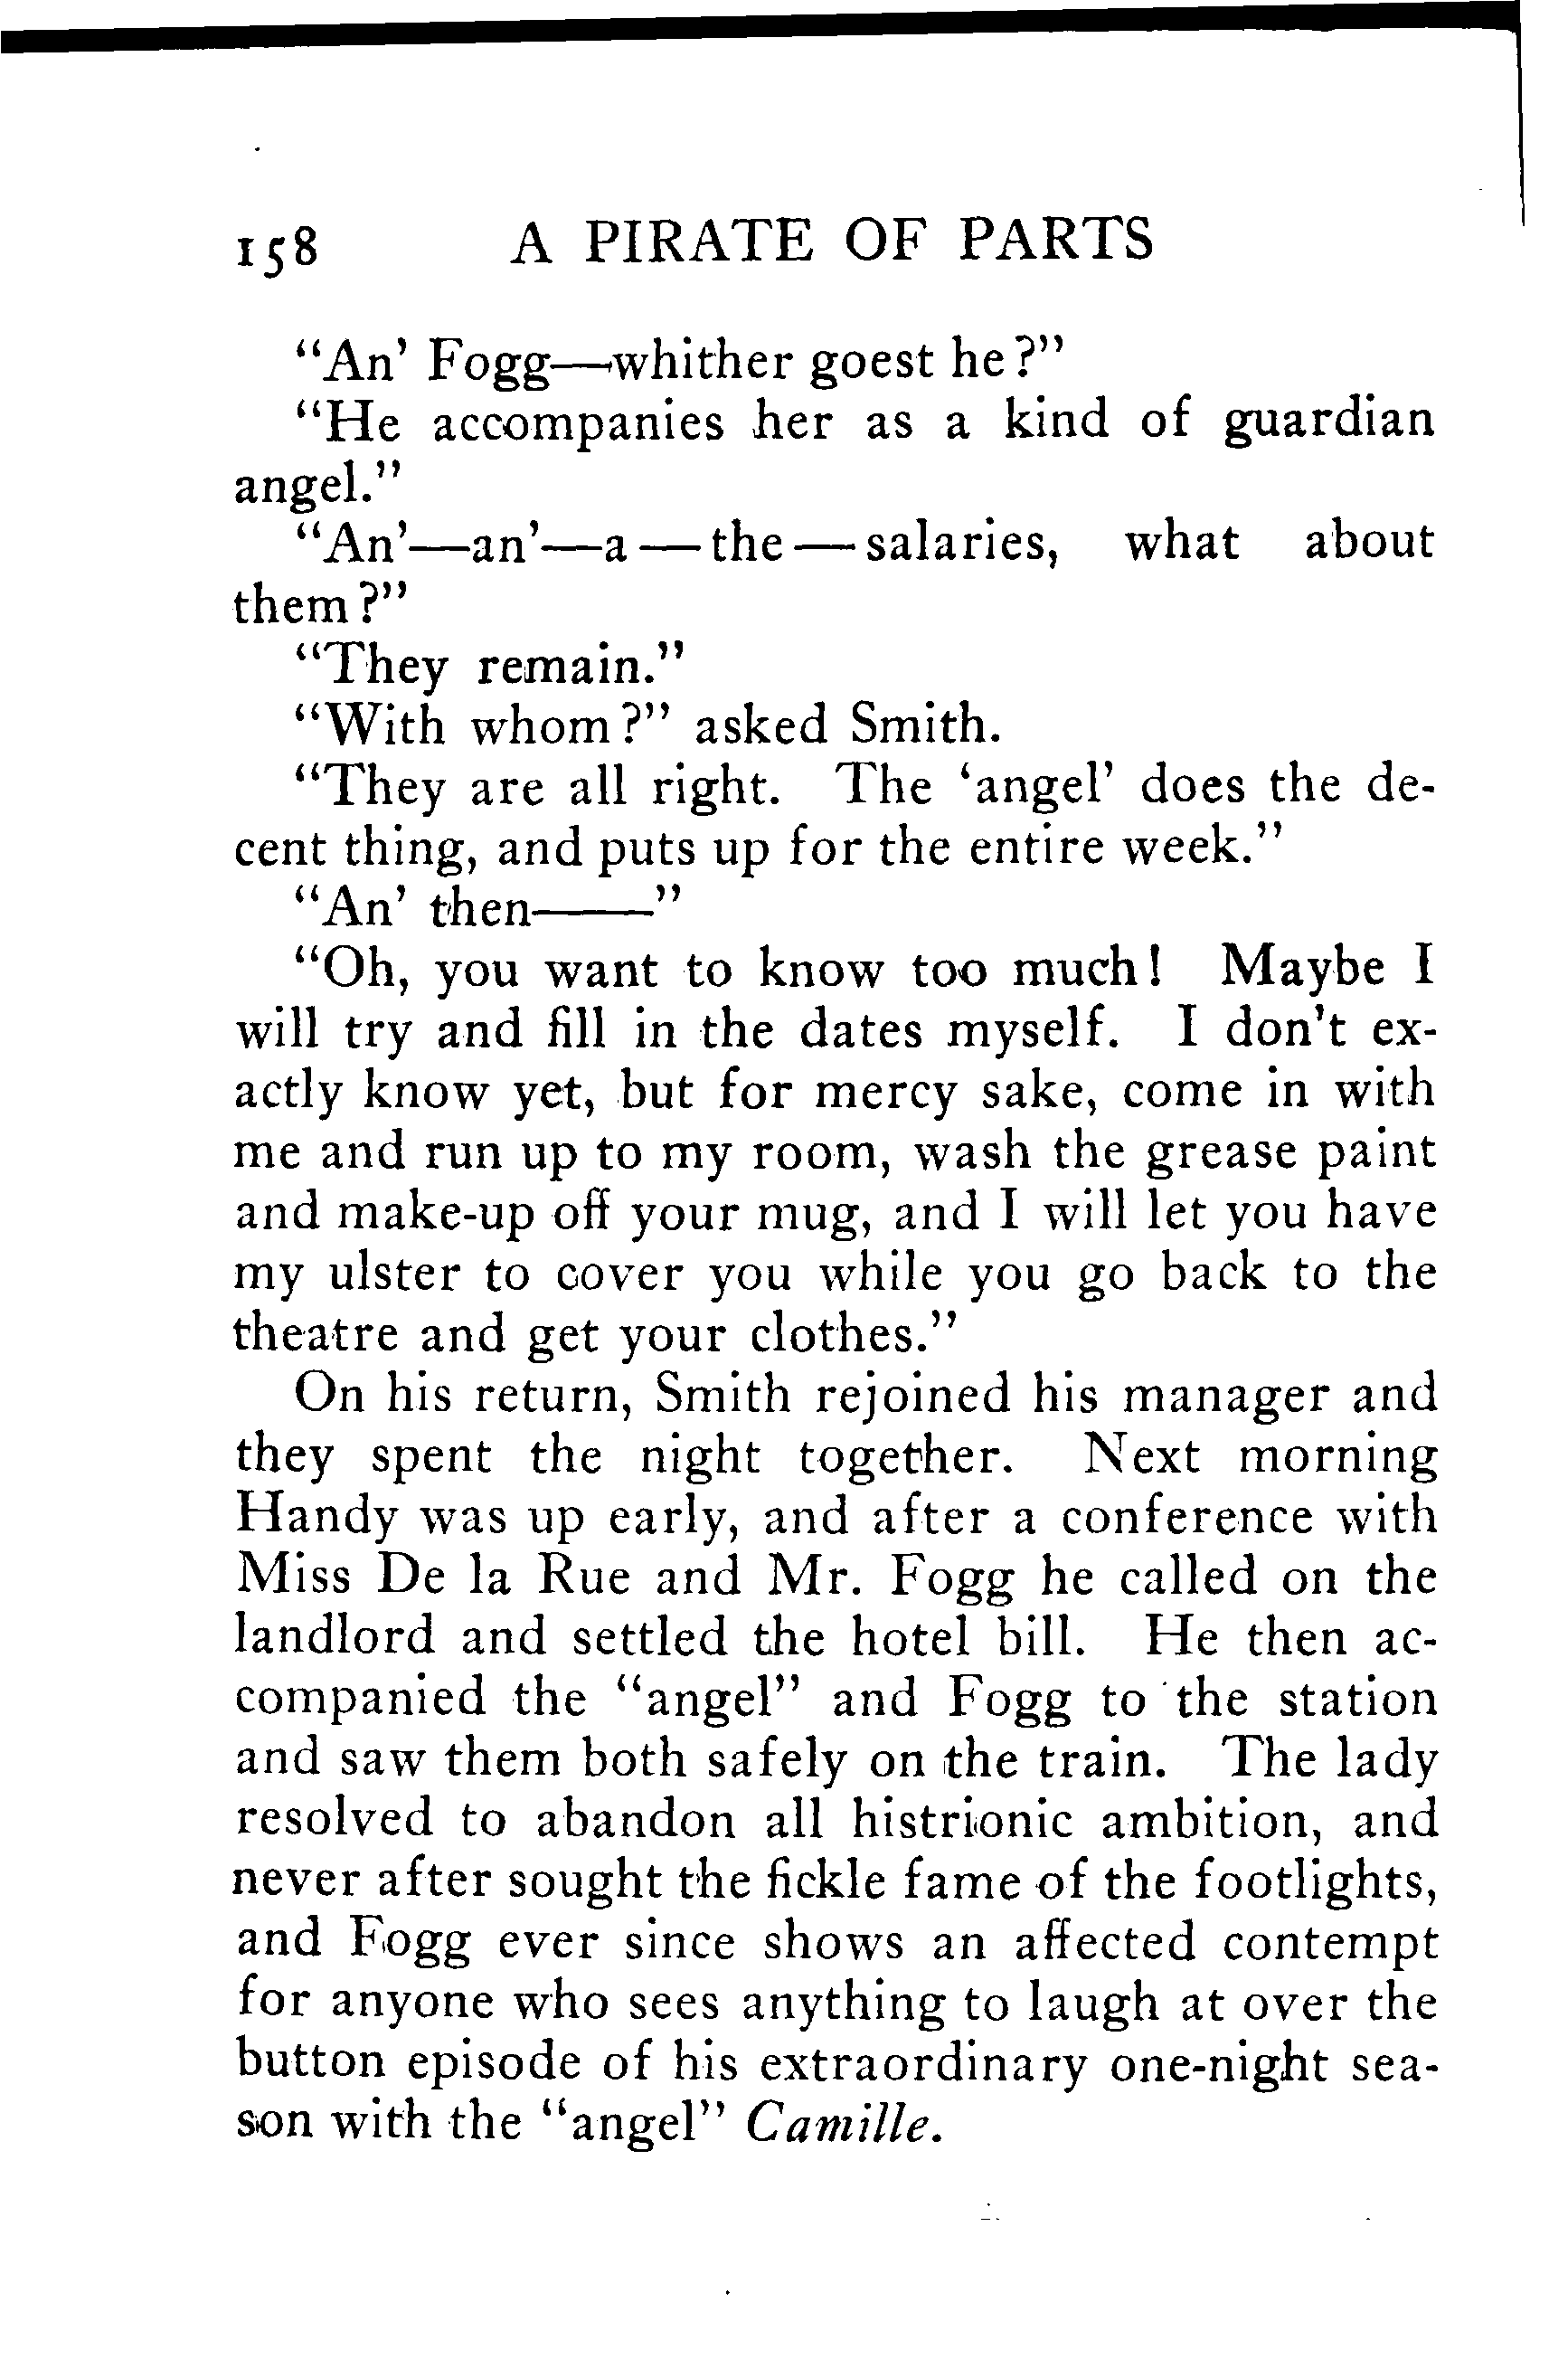 158 A PIRATE OF PARTS
“An’ Fogg—whither goest he?”
“He accompanies her as a kind of guardian
angel.”
“An’—an’—a—the—salaries, what about
them?”
“They remain.”
“With whom?” asked Smith.
“They are all right. The ‘angel’ does the de-
cent thing, and puts up for the entire week.”
“An’ then——”
“Oh, you want to know too much! Maybe I
will try and fill in the dates myself. I don’t ex-
actly know yet, but for mercy sake, come in with
me and run up to my room, wash the grease paint
and make-up off your mug, and I will let you have
my ulster to cover you while you go back to the
theatre and get your clothes.”
On his return, Smith rejoined his manager and
they spent the night together. Next morning
Handy was up early, and after a conference with
Miss De la Rue and Mr. Fogg he called on the
landlord and settled the hotel bill. He then ac-
companied the “angel” and Fogg to the station
and saw them both safely on the train. The lady
resolved to abandon all histrionic ambition, and
never after sought the fickle fame of the footlights,
and Fogg ever since shows an affected contempt
for anyone who sees anything to laugh at over the
button episode of his extraordinary one-night sea-
son with the “angel” Camille.